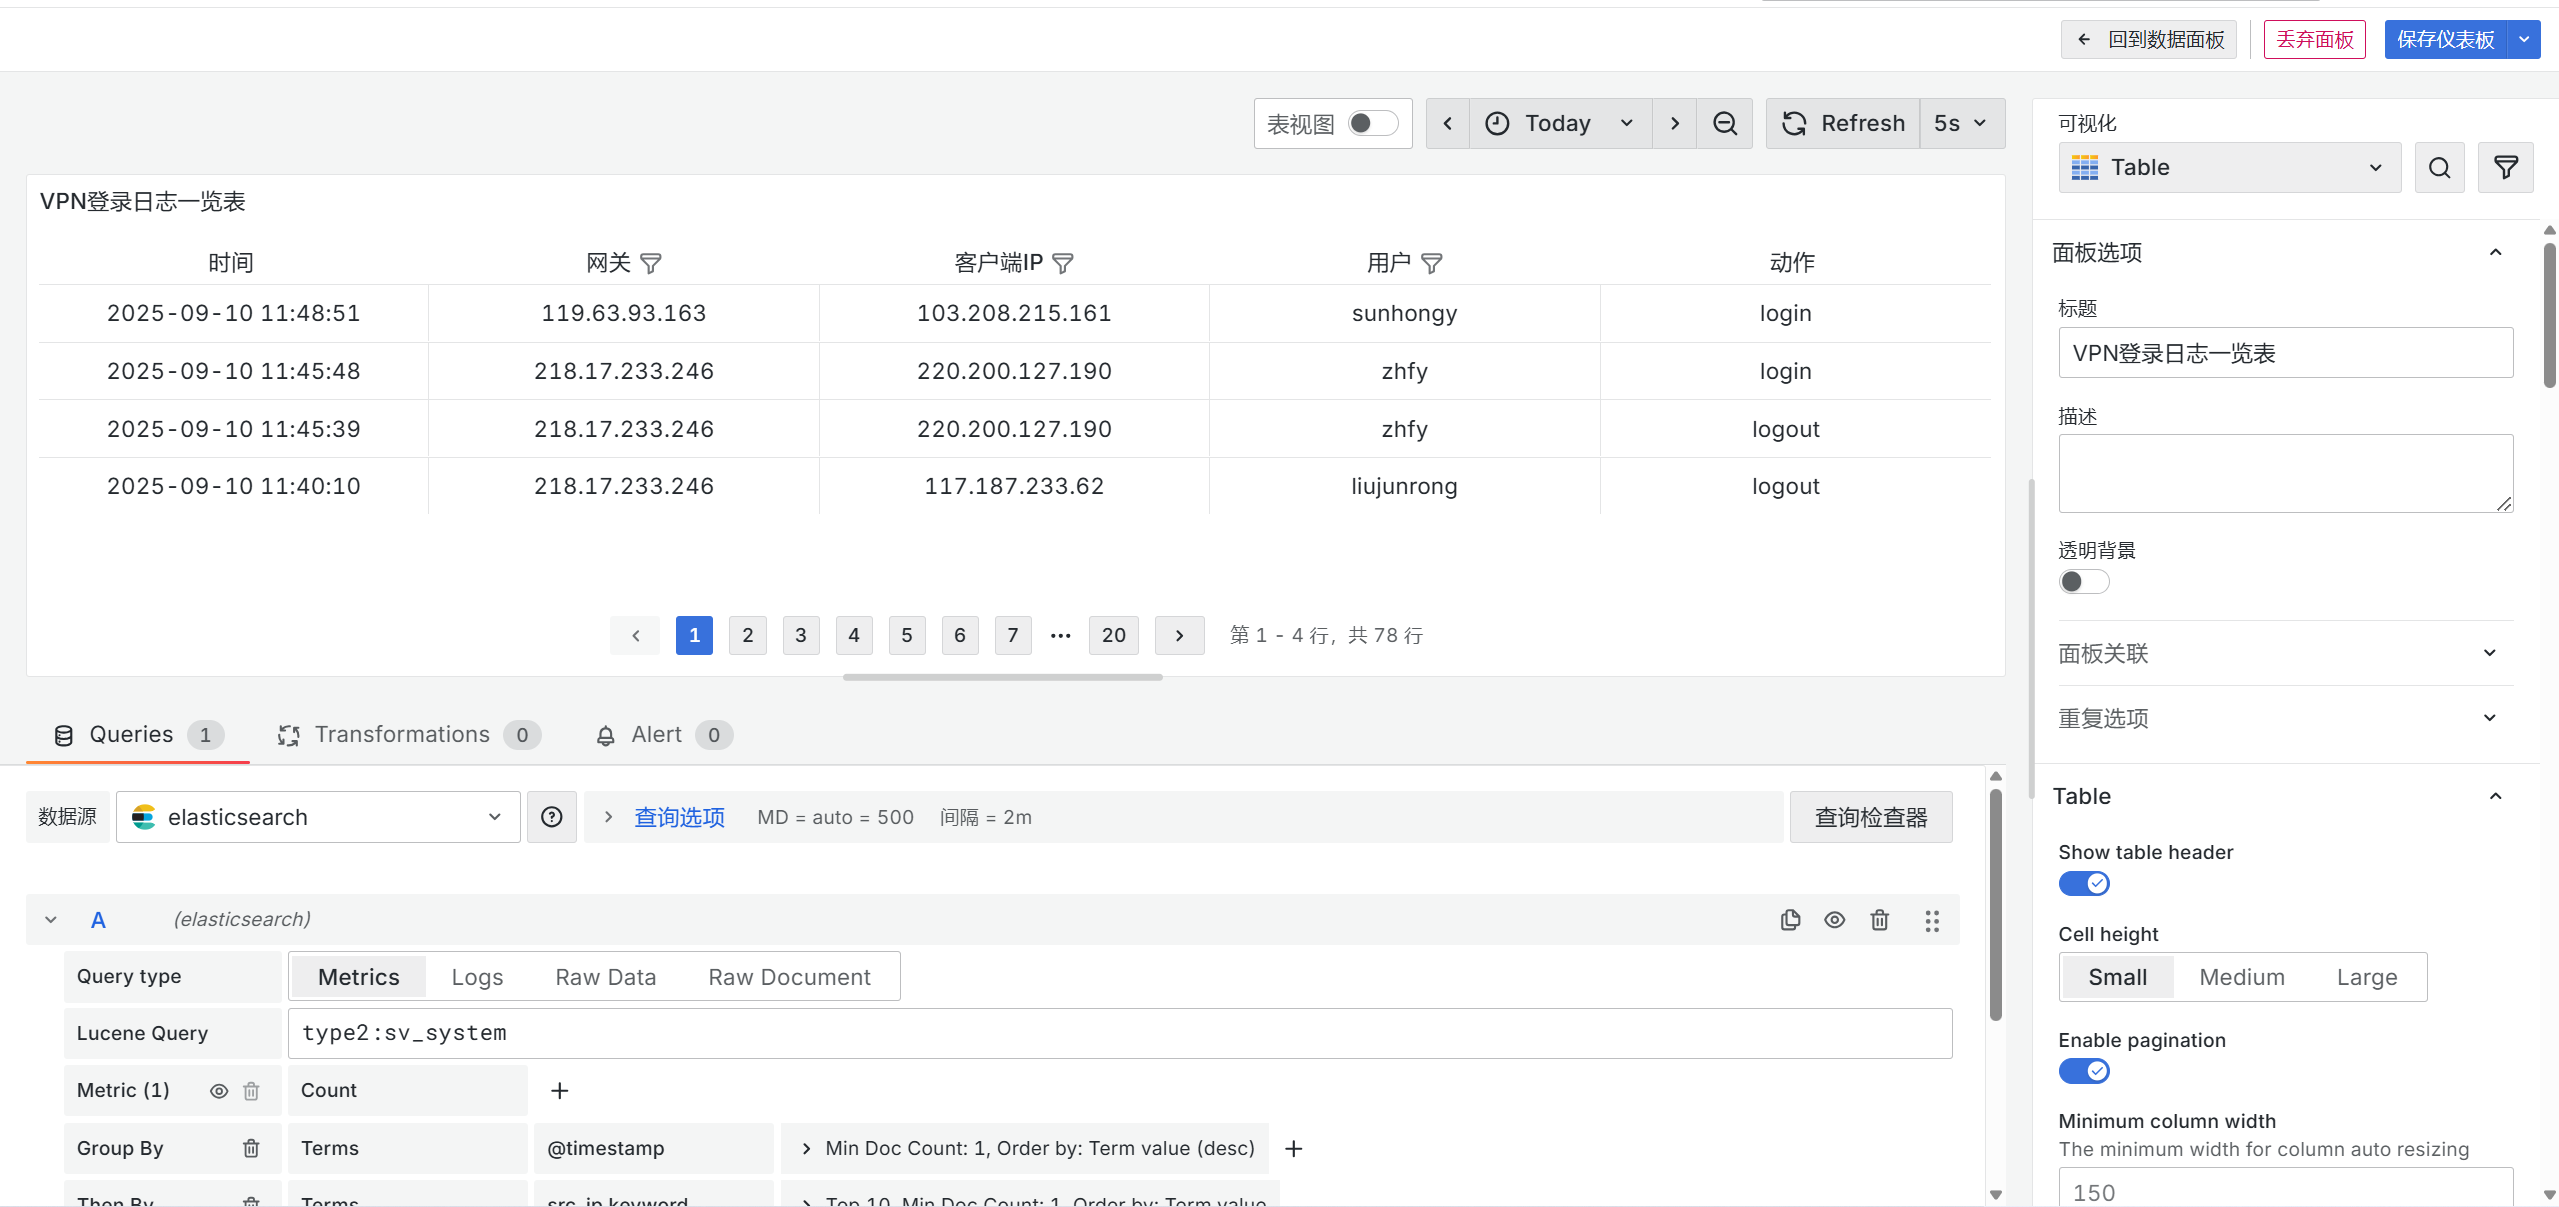 回到数据面板 丢弃面板 保存仪表板
表视图 Today Refresh 5s
VPN登录日志一览表
时间 网关 客户端IP 用户 动作
2025-09-10 11:48:51 119.63.93.163 103.208.215.161 sunhongy login
2025-09-10 11:45:48 218.17.233.246 220.200.127.190 zhfy login
2025-09-10 11:45:39 218.17.233.246 220.200.127.190 zhfy logout
2025-09-10 11:40:10 218.17.233.246 117.187.233.62 liujunrong logout
1 2 3 4 5 6 7 ··· 20 第 1 - 4 行，共 78 行
Queries 1 Transformations 0 Alert 0
数据源 elasticsearch 查询选项 MD = auto = 500 间隔 = 2m 查询检查器
A (elasticsearch)
Query type Metrics Logs Raw Data Raw Document
Lucene Query type2:sv_system
Metric (1) Count
Group By Terms @timestamp Min Doc Count: 1, Order by: Term value (desc)
Then By Terms src_ip.keyword Top 10, Min Doc Count: 1, Order by: Term value
可视化
Table
面板选项
标题
VPN登录日志一览表
描述
透明背景
面板关联
重复选项
Table
Show table header
Cell height
Small Medium Large
Enable pagination
Minimum column width
The minimum width for column auto resizing
150